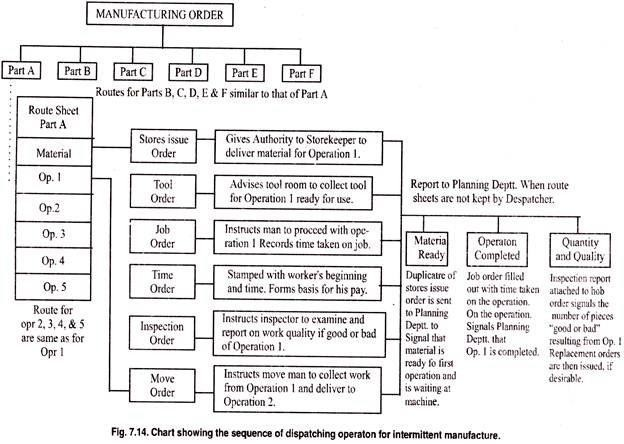 MANUFACTURING ORDER
Part A
Part B
Part C
Part D
Part E
Part F
Routes for Parts B, C, D, E & F similar to that of Part A
Route Sheet
Part A
Material
Op. 1
Op.2
Op. 3
Op. 4
Op. 5
Route for
opr 2, 3, 4, & 5
are same as for
Opr 1
Stores issue
Order
Gives Authority to Storekeeper to
deliver material for Operation 1.
Tool
Order
Advises tool room to collect tool
for Operation 1 ready for use.
Job
Order
Instructs man to proceed with ope-
ration 1 Records time taken on job.
Time
Order
Stamped with worker's beginning
and time. Forms basis for his pay.
Inspection
Order
Instructs inspector to examine and
report on work quality if good or bad
of Operation 1.
Move
Order
Instructs move man to collect work
from Operation 1 and deliver to
Operation 2.
Report to Planning Deptt. When route
sheets are not kept by Despatcher.
Materia
Ready
Duplicatre of
stores issue
order is sent
to Planning
Deptt. to
Signal that
material is
ready fo first
operation and
is waiting at
machine.
Operaton
Completed
Job order filled
out with time taken
on the operation.
On the operation.
Signals Planning
Deptt. that
Op. 1 is completed.
Quantity
and Quality
Inspection report
attached to hob
order signals the
number of pieces
"good or bad"
resulting from Op. 1
Replacement orders
are then issued, if
desirable.
Fig. 7.14. Chart showing the sequence of dispatching operaton for intermittent manufacture.